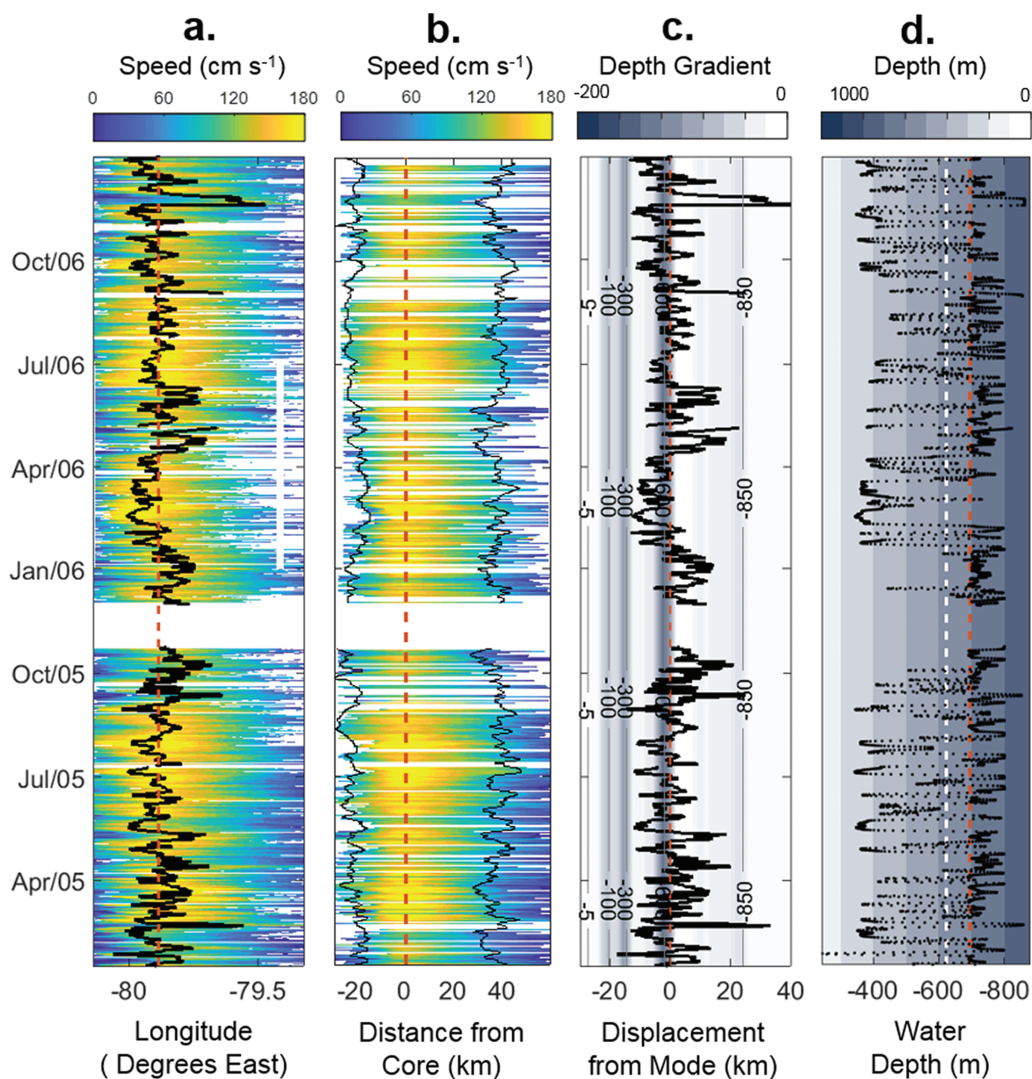 a.
b.
c.
d.
Speed (cm s-1)
Speed (cm s-1)
Depth Gradient
Depth (m)
0 60 120 180
0 60 120 180
-200 0
1000 0
Oct/06
Jul/06
Apr/06
Jan/06
Oct/05
Jul/05
Apr/05
-5 -100 -300 -850
-5 -100 -300 -850
-5 -100 -300 -850
-5 -100 -300 -850
-80 -79.5
-20 0 20 40 60
-20 0 20 40
-400 -600 -800
Longitude
( Degrees East)
Distance from
Core (km)
Displacement
from Mode (km)
Water
Depth (m)